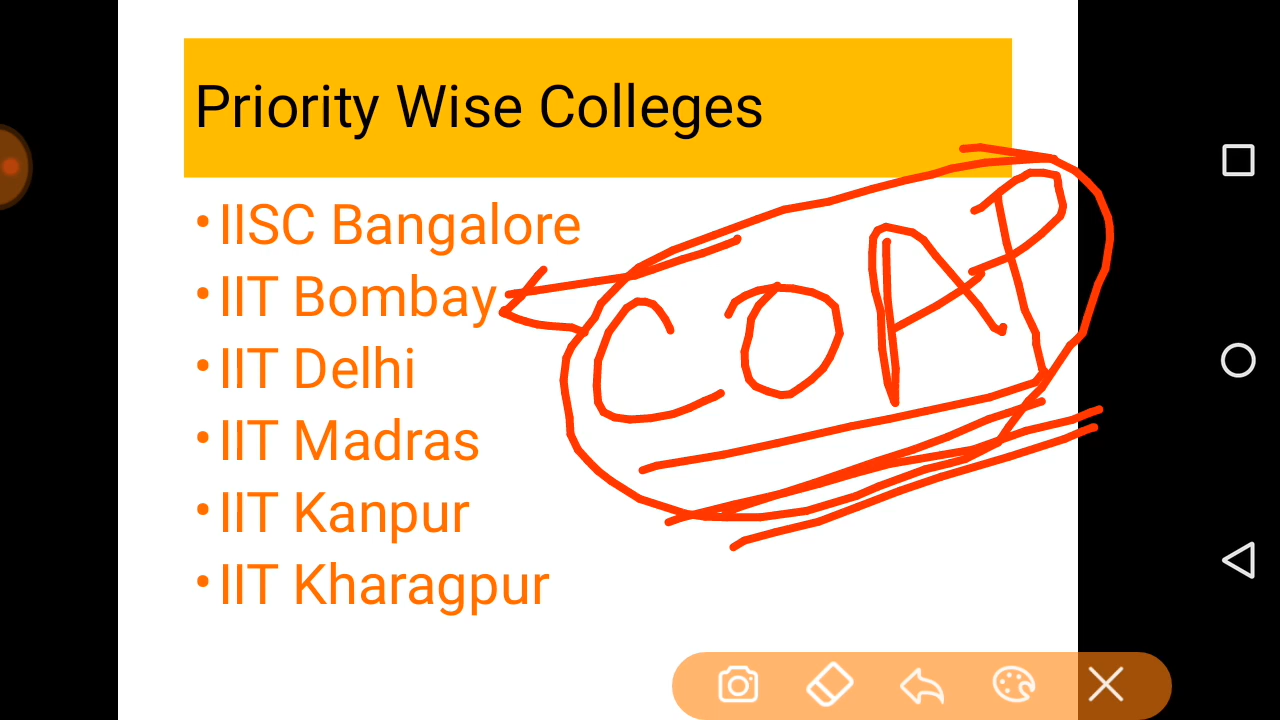 Priority Wise Colleges
•IISC Bangalore
•IIT Bombay
COAP
•IIT Delhi
•IIT Madras
•IIT Kanpur
•IIT Kharagpur